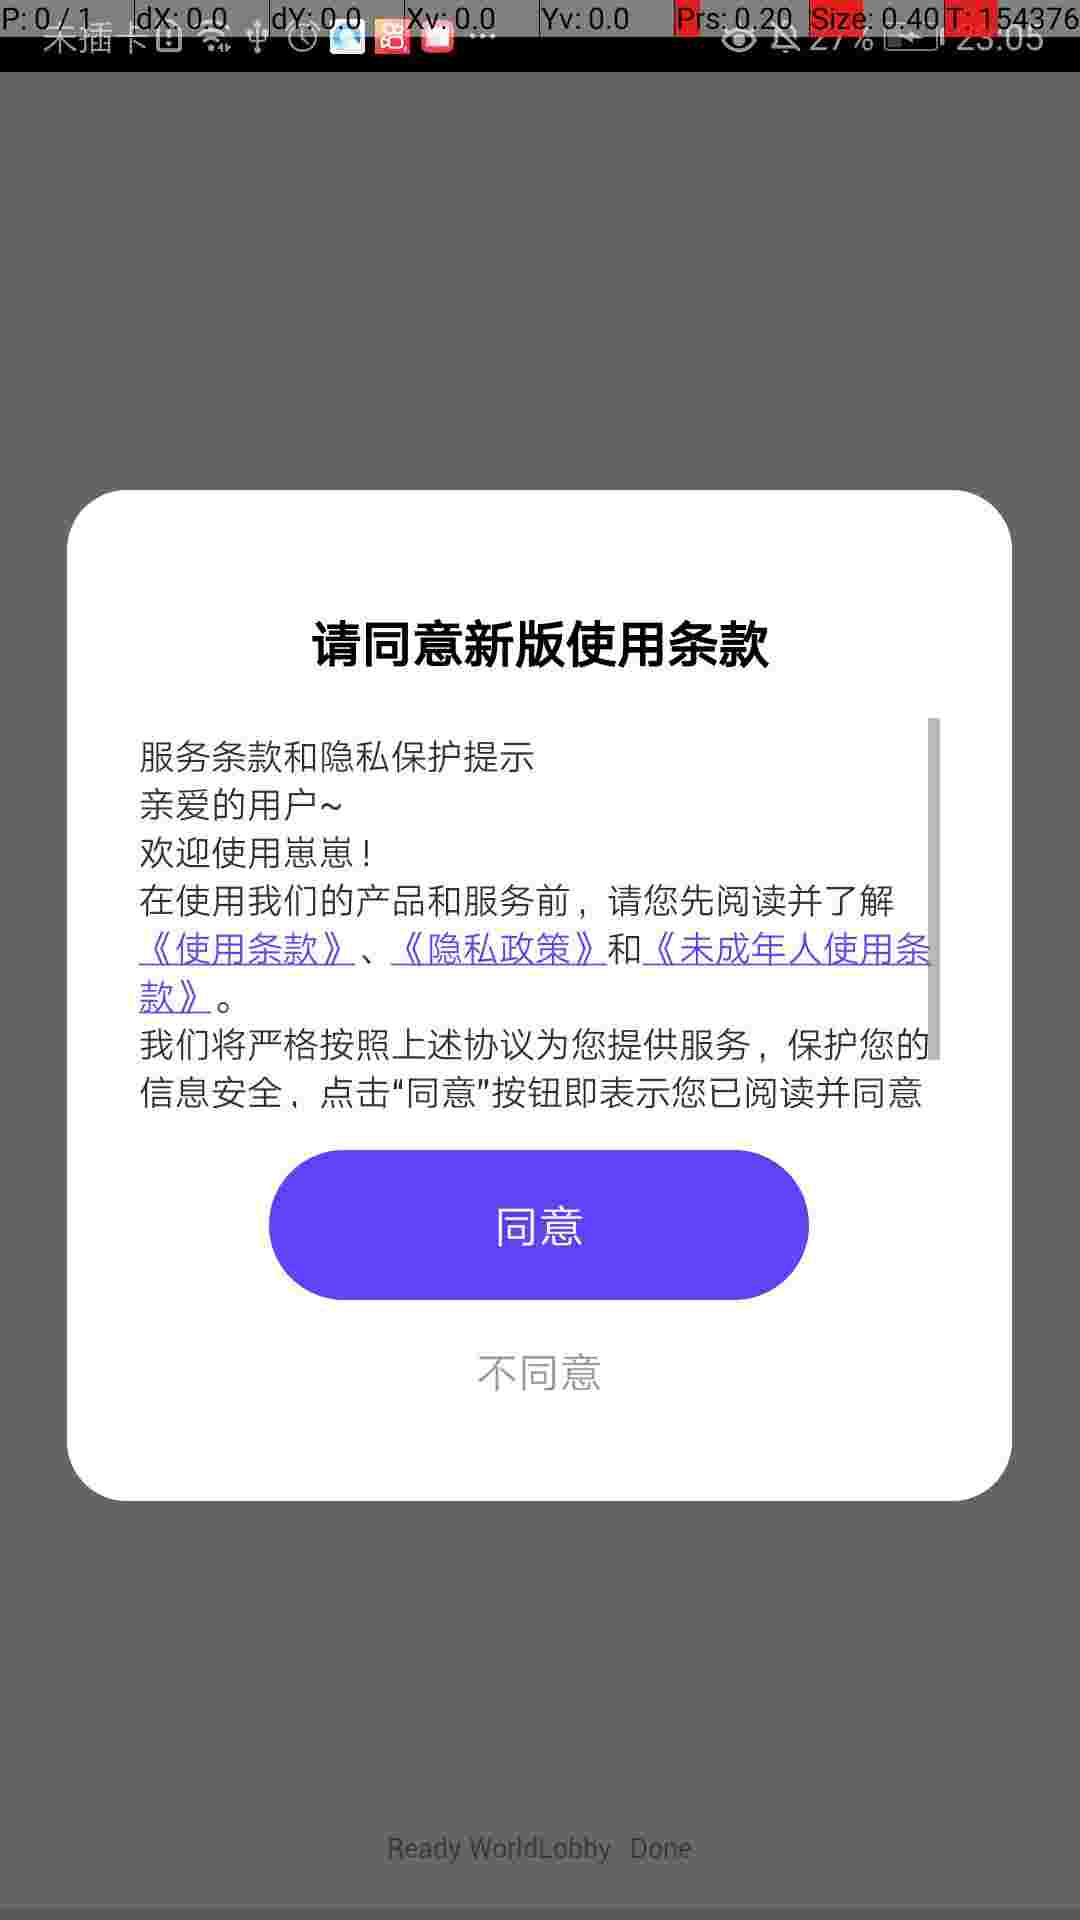 P: 0 / 1 dX: 0.0 dY: 0.0 Xv: 0.0 Yv: 0.0 Prs: 0.20 Size: 0.40 T: 154376
未插卡 27% 23:05
请同意新版使用条款
服务条款和隐私保护提示
亲爱的用户~
欢迎使用崽崽！
在使用我们的产品和服务前，请您先阅读并了解
《使用条款》、《隐私政策》和《未成年人使用条
款》。
我们将严格按照上述协议为您提供服务，保护您的
信息安全，点击“同意”按钮即表示您已阅读并同意
同意
不同意
Ready WorldLobby Done